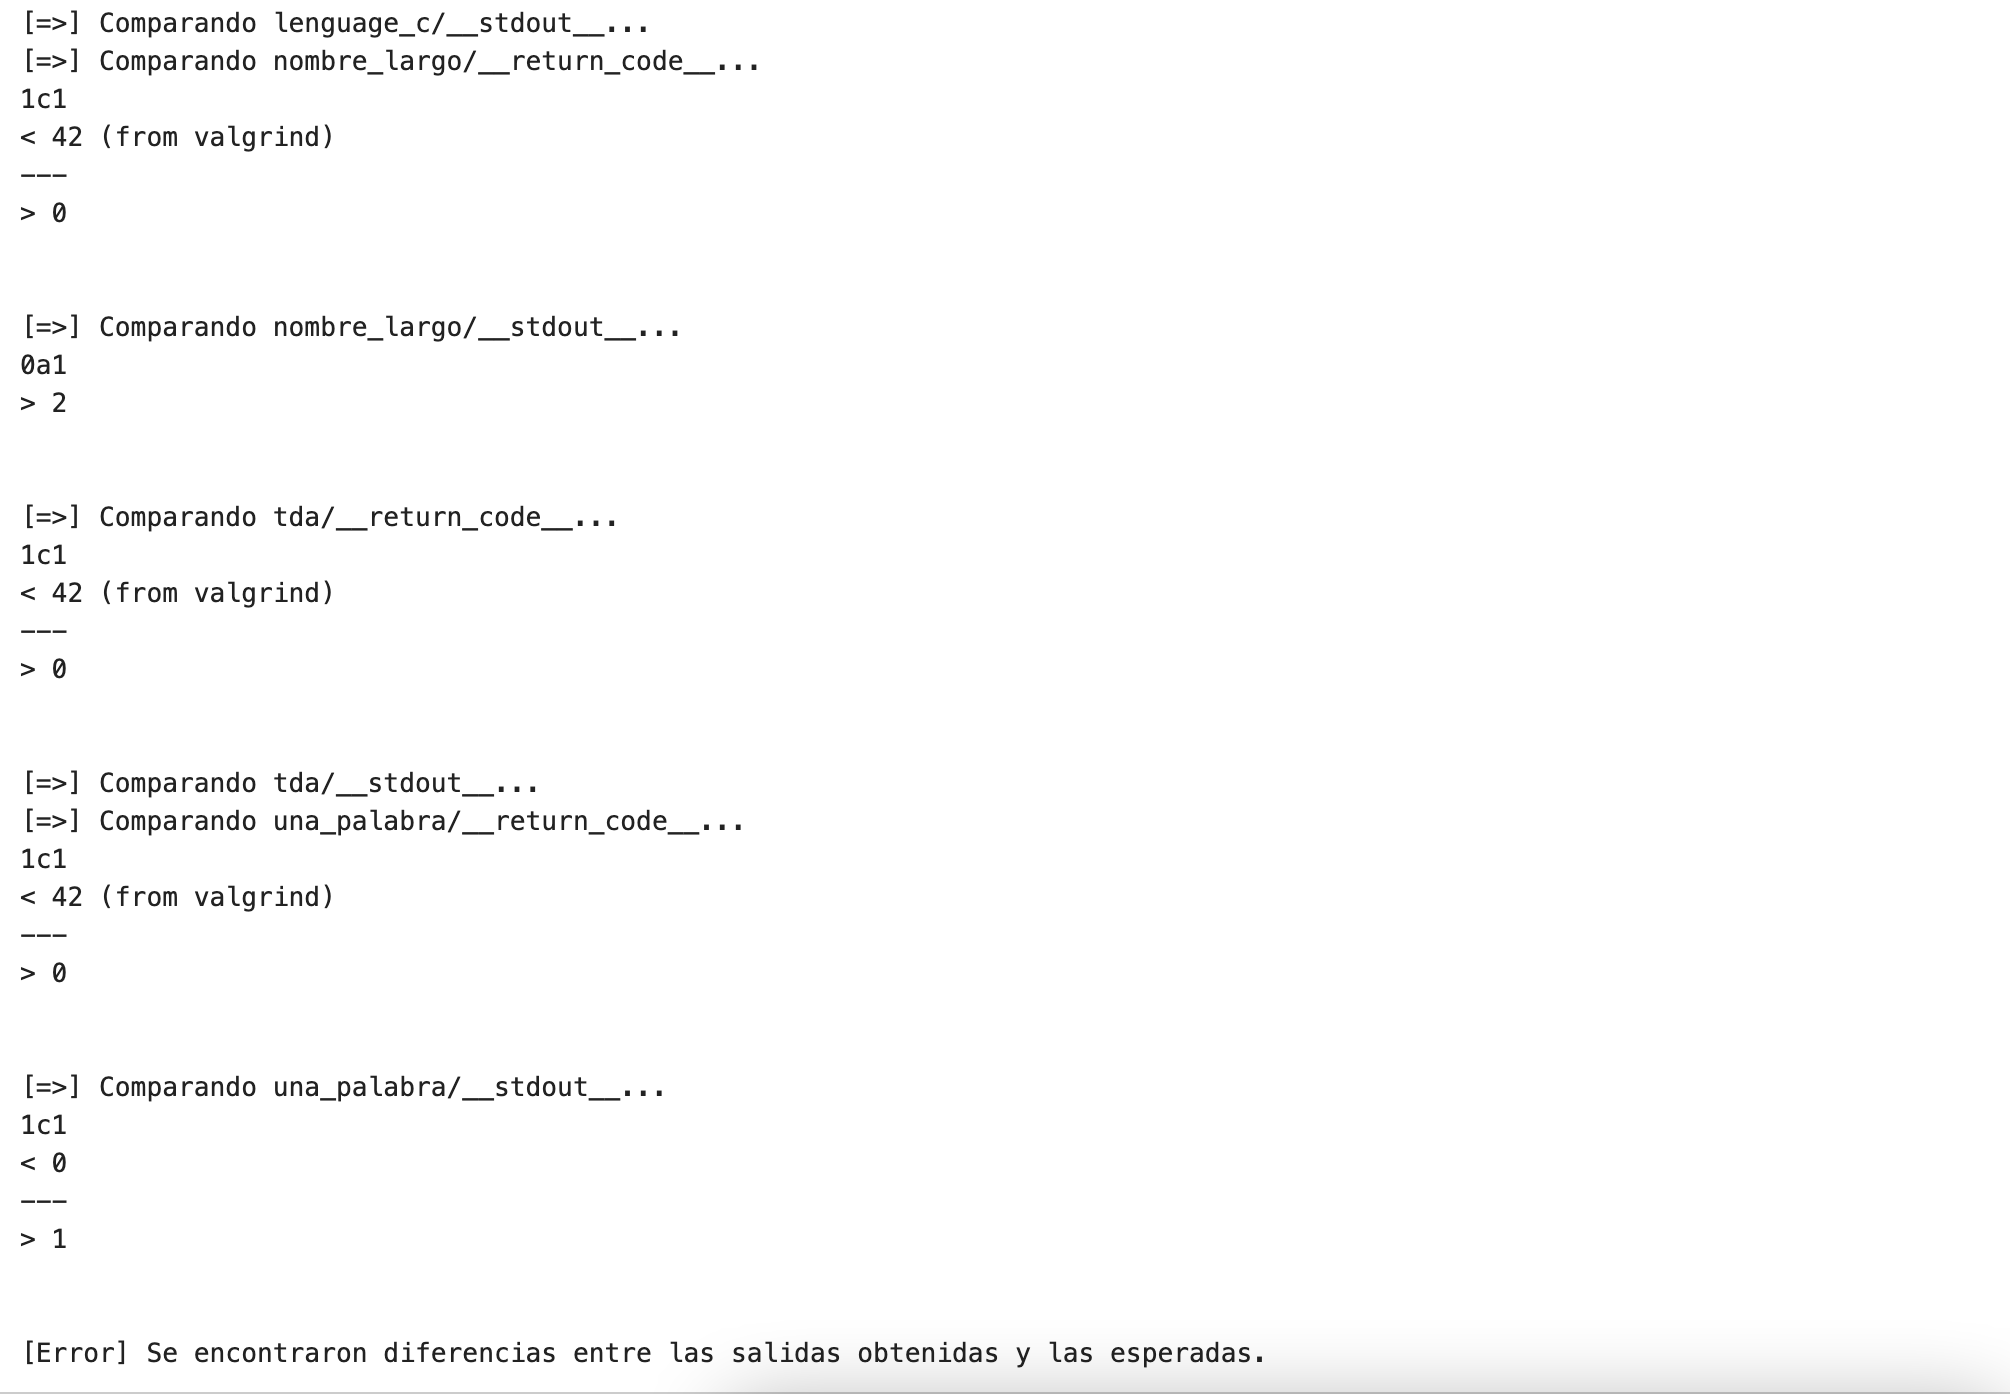 [=>] Comparando lenguage_c/__stdout__...
[=>] Comparando nombre_largo/__return_code__...
1c1
< 42 (from valgrind)
---
> 0
[=>] Comparando nombre_largo/__stdout__...
0a1
> 2
[=>] Comparando tda/__return_code__...
1c1
< 42 (from valgrind)
---
> 0
[=>] Comparando tda/__stdout__...
[=>] Comparando una_palabra/__return_code__...
1c1
< 42 (from valgrind)
---
> 0
[=>] Comparando una_palabra/__stdout__...
1c1
< 0
---
> 1
[Error] Se encontraron diferencias entre las salidas obtenidas y las esperadas.